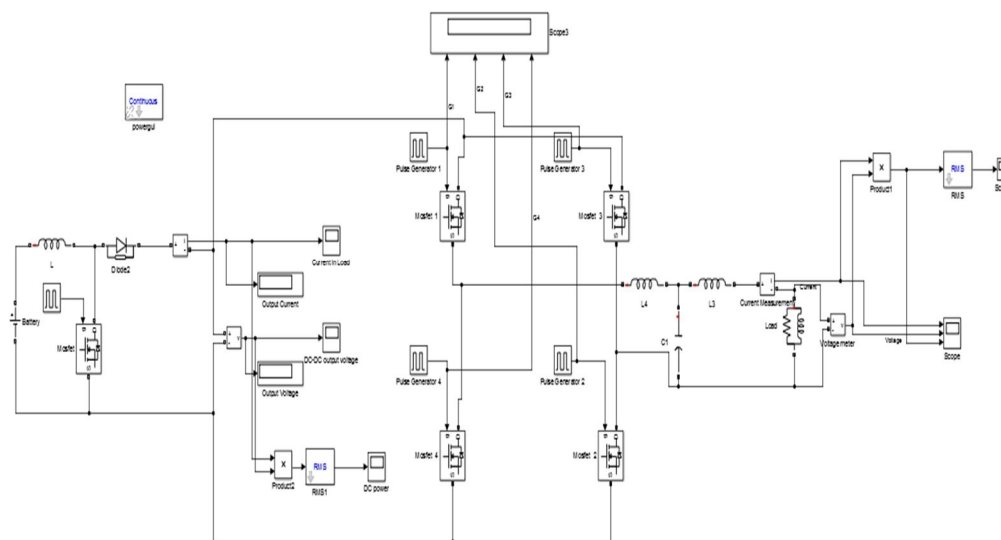 Scope3
Continuous
powergui
G1
G2
G3
G4
Pulse Generator 1
Pulse Generator 3
Mosfet 1
Mosfet 3
Product1
RMS
RMS
L
Diode2
Current in Load
Output Current
Battery
Mosfet
DC-DC output voltage
Output Voltage
L4
L3
Current Measurement
Current
Load
C1
Voltage meter
Voltage
Scope
Pulse Generator 4
Pulse Generator 2
Mosfet 4
Mosfet 2
Product2
RMS
RMS1
DC power